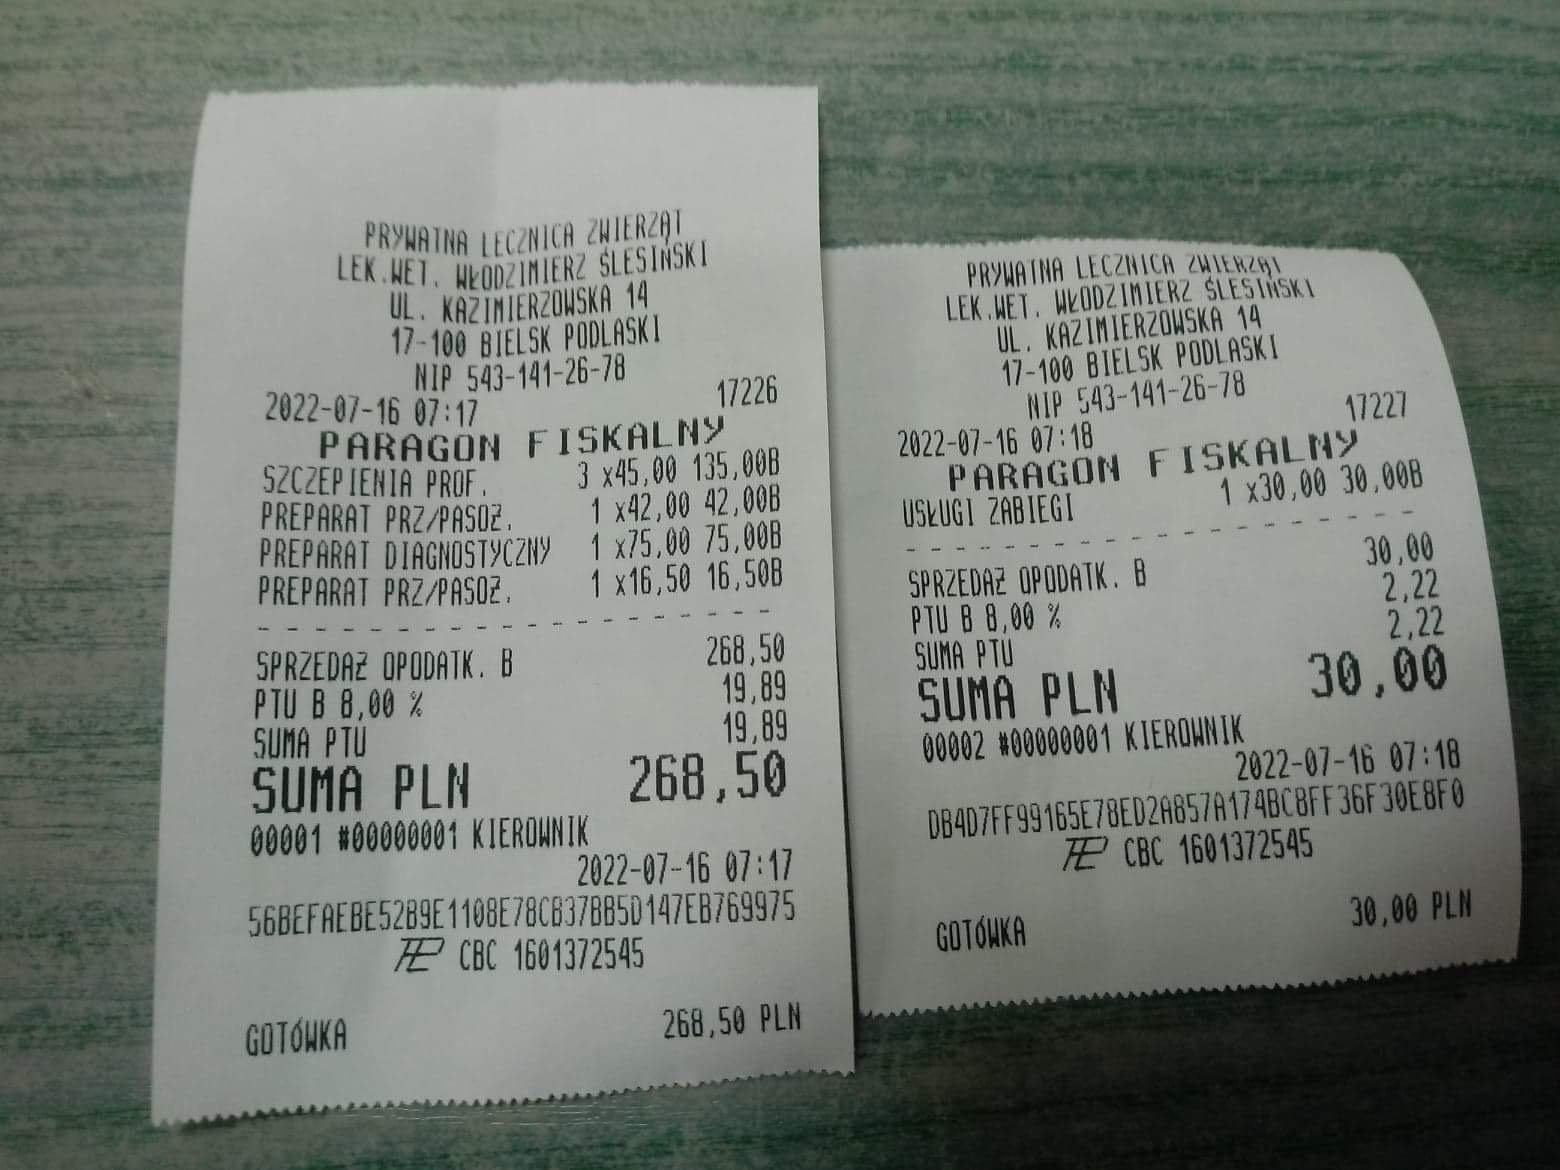 PRYWATNA LECZNICA ZWIERZĄT
LEK.WET. WŁODZIMIERZ ŚLESIŃSKI
UL. KAZIMIERZOWSKA 14
17-100 BIELSK PODLASKI
NIP 543-141-26-78
2022-07-16 07:17 17226
PARAGON FISKALNY
SZCZEPIENIA PROF. 3 x45,00 135,00B
PREPARAT PRZ/PASOŻ. 1 x42,00 42,00B
PREPARAT DIAGNOSTYCZNY 1 x75,00 75,00B
PREPARAT PRZ/PASOŻ. 1 x16,50 16,50B
SPRZEDAŻ OPODATK. B 268,50
PTU B 8,00 % 19,89
SUMA PTU 19,89
SUMA PLN 268,50
00001 #00000001 KIEROWNIK
2022-07-16 07:17
56BEFAEBE52B9E1108E78CB37BB5D147EB769975
CBC 1601372545
GOTÓWKA 268,50 PLN
PRYWATNA LECZNICA ZWIERZĄT
LEK.WET. WŁODZIMIERZ ŚLESIŃSKI
UL. KAZIMIERZOWSKA 14
17-100 BIELSK PODLASKI
NIP 543-141-26-78
2022-07-16 07:18 17227
PARAGON FISKALNY
USŁUGI ZABIEGI 1 x30,00 30,00B
SPRZEDAŻ OPODATK. B 30,00
PTU B 8,00 % 2,22
SUMA PTU 2,22
SUMA PLN 30,00
00002 #00000001 KIEROWNIK
2022-07-16 07:18
DB4D7FF99165E78ED2A857A174BC8FF36F30E8F0
CBC 1601372545
GOTÓWKA 30,00 PLN